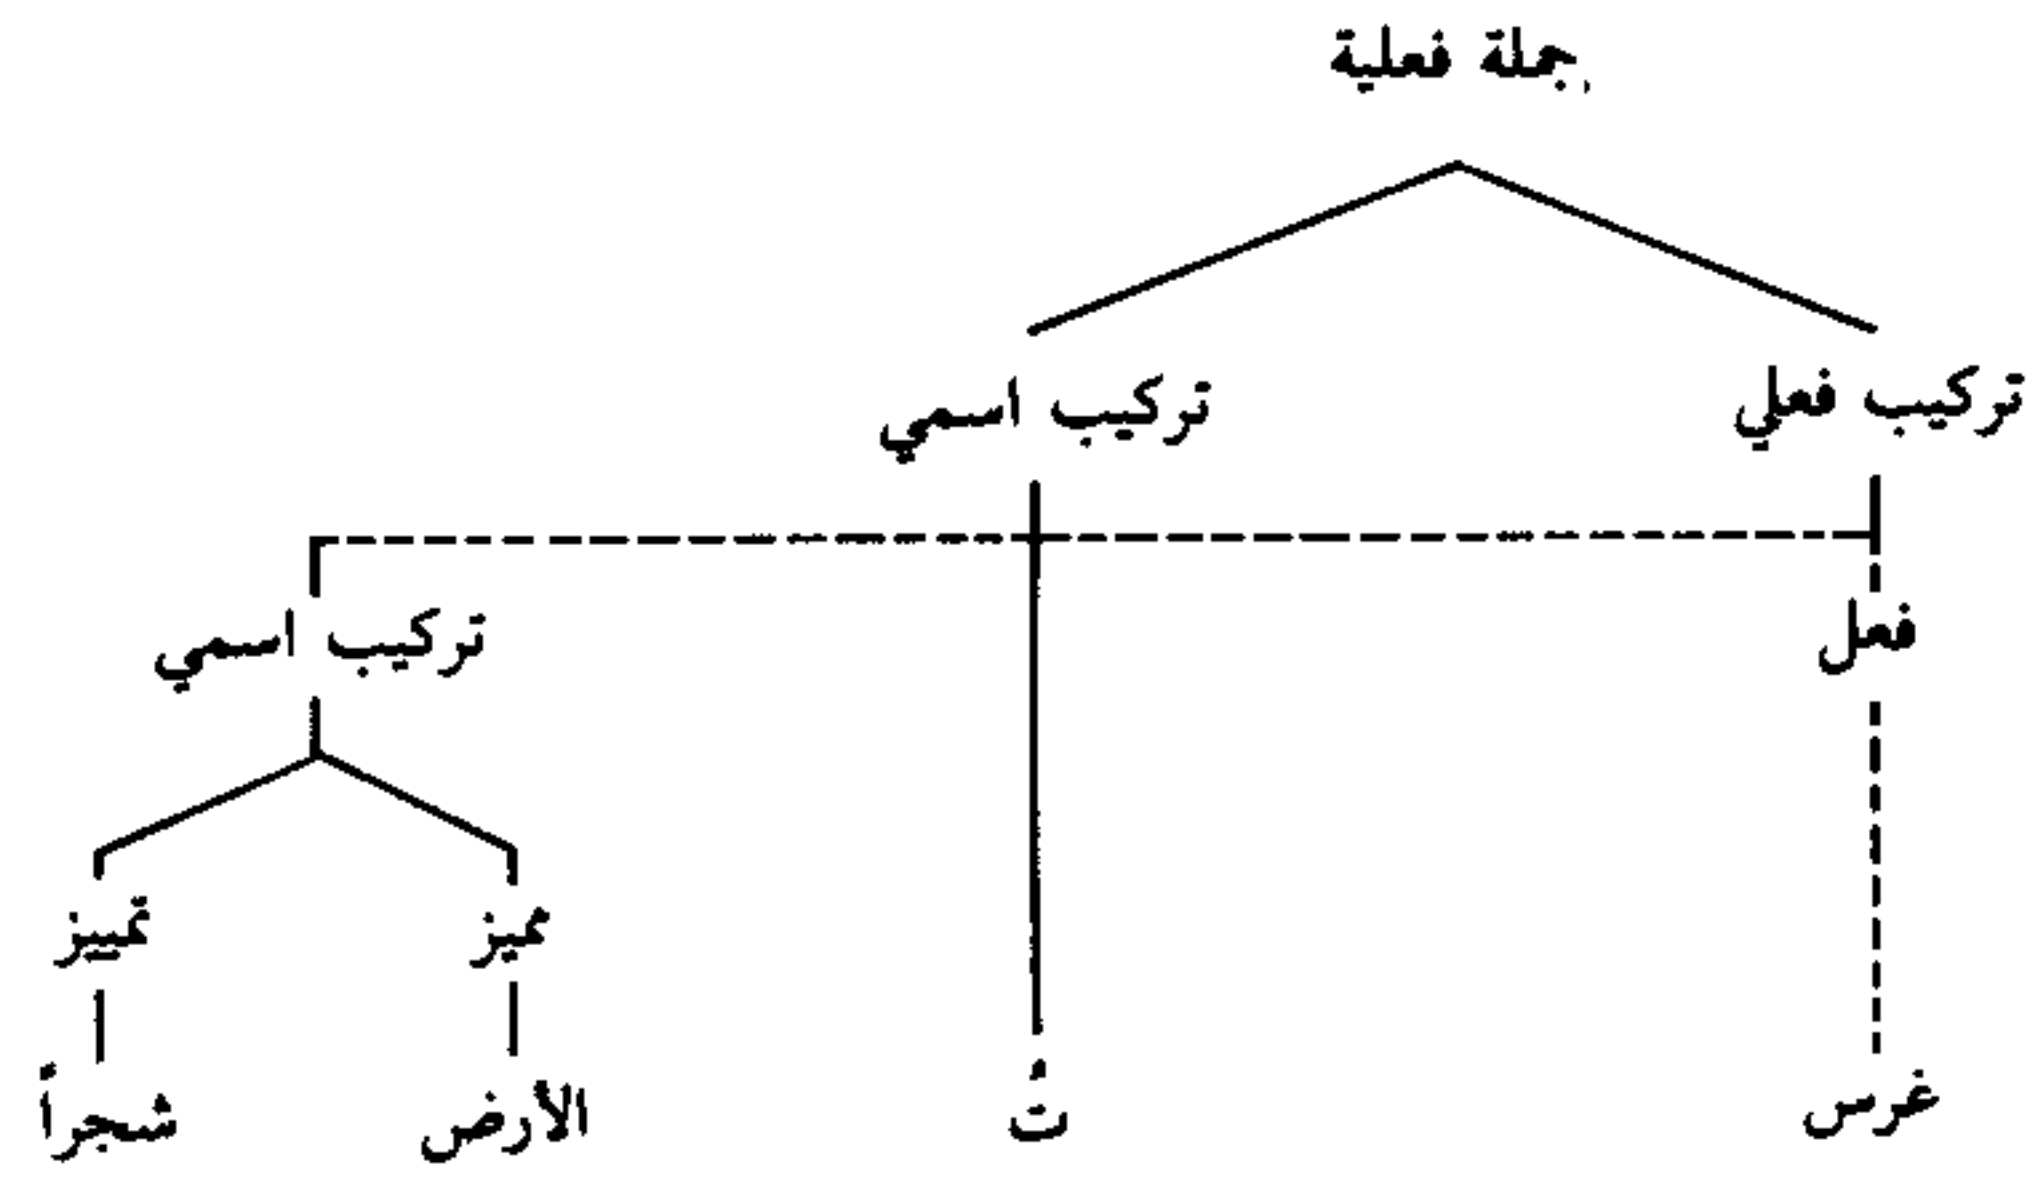 جملة فعلية
تركيب فعلي تركيب اسمي
فعل تركيب اسمي
مميز تمييز
غرس تُ الأرض شجراً